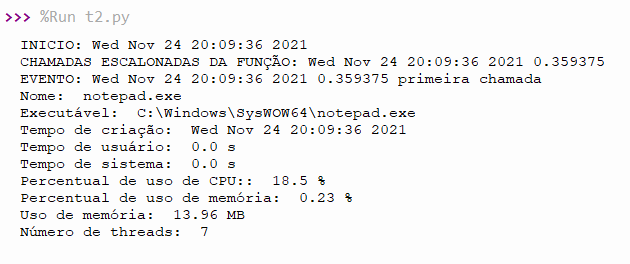 >>> %Run t2.py
INICIO: Wed Nov 24 20:09:36 2021
CHAMADAS ESCALONADAS DA FUNÇÃO: Wed Nov 24 20:09:36 2021 0.359375
EVENTO: Wed Nov 24 20:09:36 2021 0.359375 primeira chamada
Nome:  notepad.exe
Executável:  C:\Windows\SysWOW64\notepad.exe
Tempo de criação:  Wed Nov 24 20:09:36 2021
Tempo de usuário:  0.0 s
Tempo de sistema:  0.0 s
Percentual de uso de CPU::  18.5 %
Percentual de uso de memória:  0.23 %
Uso de memória:  13.96 MB
Número de threads:  7